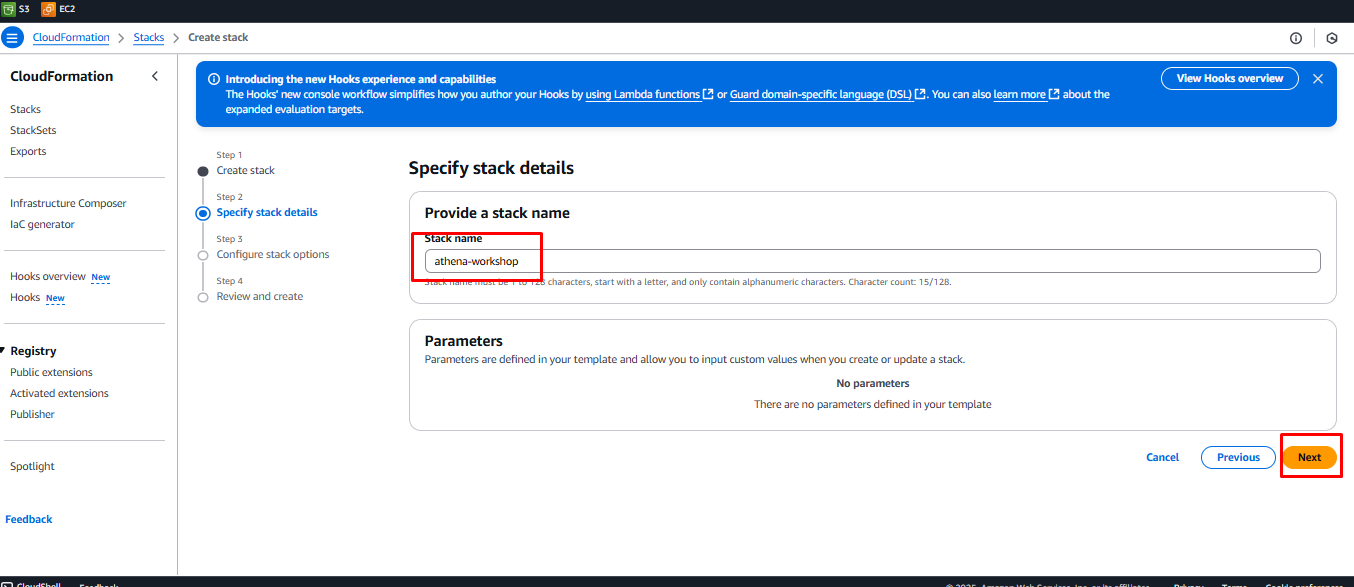 S3 EC2
CloudFormation Stacks Create stack
CloudFormation
Stacks
StackSets
Exports
Infrastructure Composer
IaC generator
Hooks overview New
Hooks New
Registry
Public extensions
Activated extensions
Publisher
Spotlight
Feedback
Introducing the new Hooks experience and capabilities
The Hooks' new console workflow simplifies how you author your Hooks by using Lambda functions or Guard domain-specific language (DSL). You can also learn more about the
expanded evaluation targets.
View Hooks overview
Step 1
Create stack
Step 2
Specify stack details
Step 3
Configure stack options
Step 4
Review and create
Specify stack details
Provide a stack name
Stack name
athena-workshop
Stack name must be 1 to 128 characters, start with a letter, and only contain alphanumeric characters. Character count: 15/128.
Parameters
Parameters are defined in your template and allow you to input custom values when you create or update a stack.
No parameters
There are no parameters defined in your template
Cancel Previous Next
CloudShell Feedback © 2025, Amazon Web Services, Inc. or its affiliates. Privacy Terms Cookie preferences